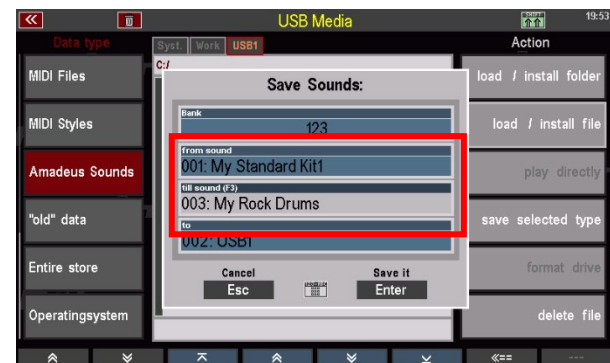 USB Media
19:53
Data type
Syst. Work USB1
Action
C:/
MIDI Files
MIDI Styles
Amadeus Sounds
"old" data
Entire store
Operatingsystem
Save Sounds:
Bank
123
from sound
001: My Standard Kit1
till sound (F3)
003: My Rock Drums
to
002: USB1
Cancel
Esc
Save it
Enter
load / install folder
load / install file
play directly
save selected type
format drive
delete file